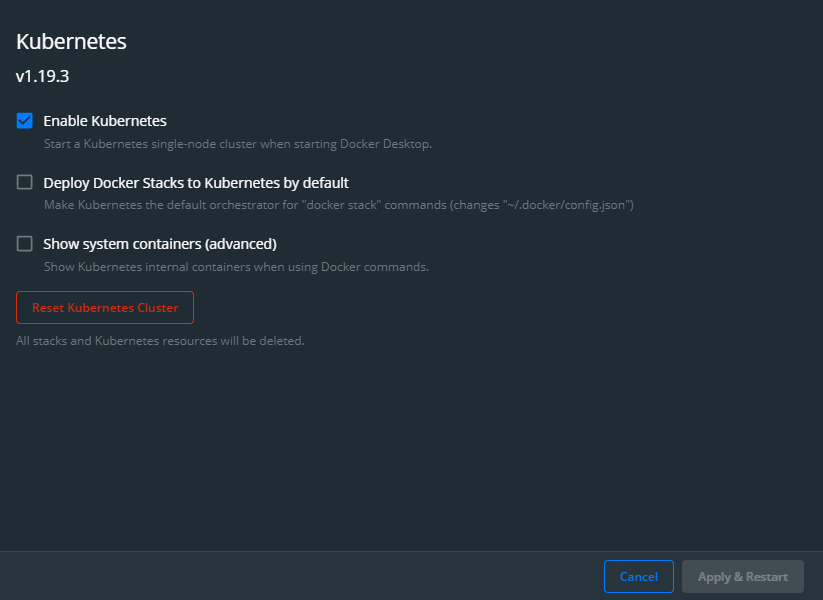 Kubernetes
v1.19.3
Enable Kubernetes
Start a Kubernetes single-node cluster when starting Docker Desktop.
Deploy Docker Stacks to Kubernetes by default
Make Kubernetes the default orchestrator for "docker stack" commands (changes "~/.docker/config.json")
Show system containers (advanced)
Show Kubernetes internal containers when using Docker commands.
Reset Kubernetes Cluster
All stacks and Kubernetes resources will be deleted.
Cancel
Apply & Restart